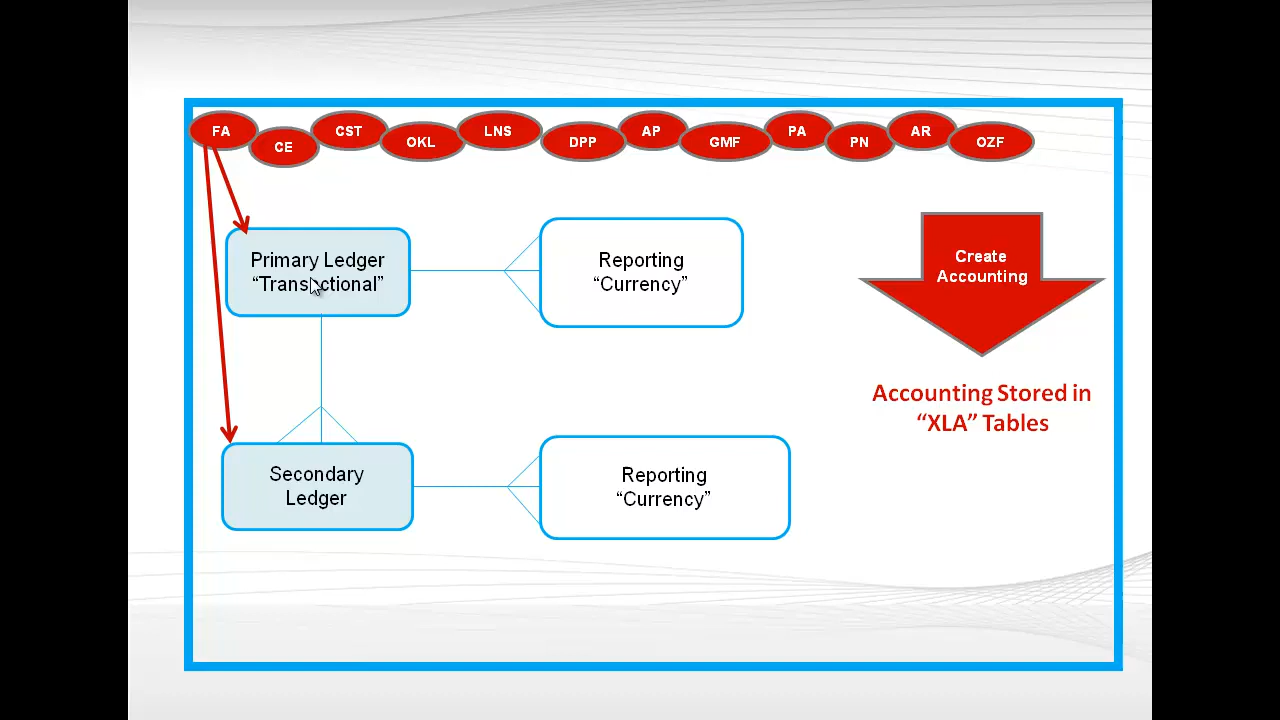 FA
CE
CST
OKL
LNS
DPP
AP
GMF
PA
PN
AR
OZF
Primary Ledger
“Transactional”
Reporting
“Currency”
Create
Accounting
Accounting Stored in
“XLA” Tables
Secondary
Ledger
Reporting
“Currency”